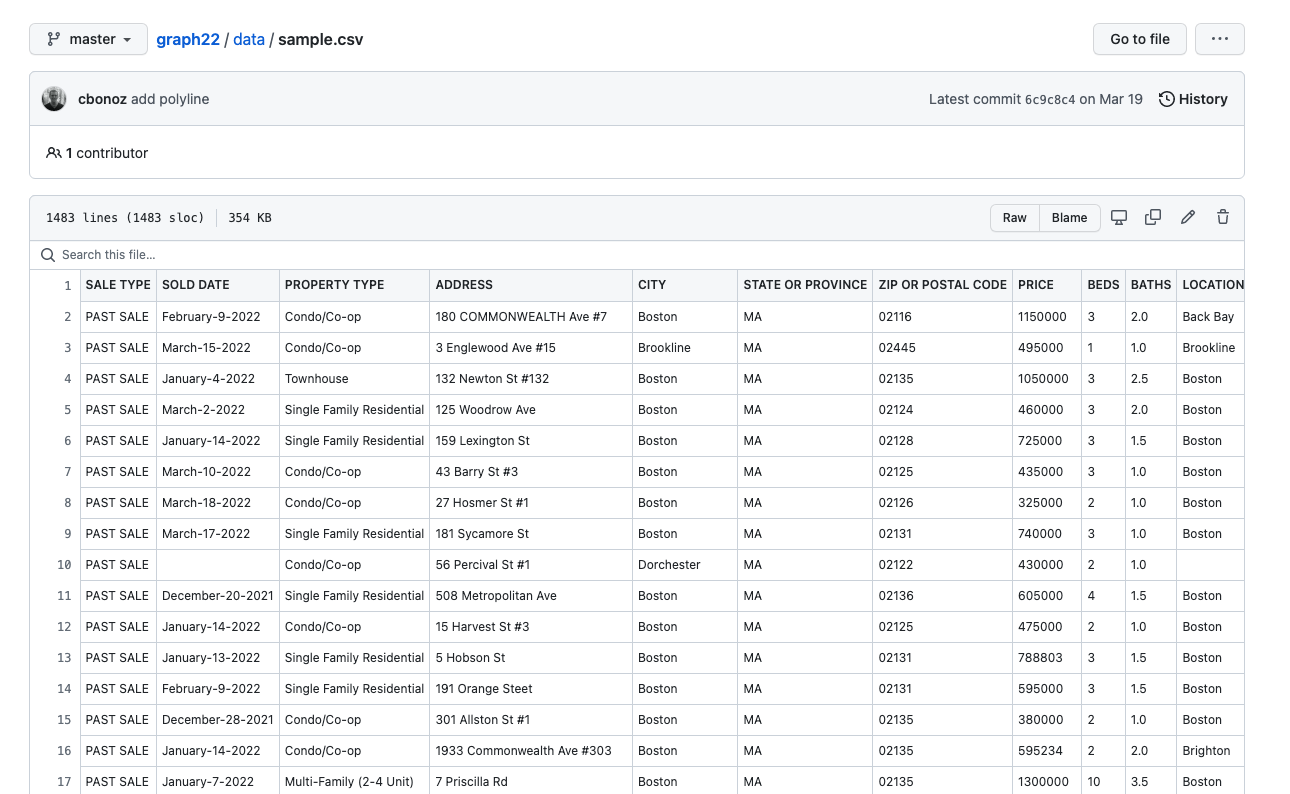 master graph22 / data / sample.csv Go to file ...
cbonoz add polyline Latest commit 6c9c8c4 on Mar 19 History
1 contributor
1483 lines (1483 sloc) 354 KB Raw Blame
Search this file...
1 SALE TYPE SOLD DATE PROPERTY TYPE ADDRESS CITY STATE OR PROVINCE ZIP OR POSTAL CODE PRICE BEDS BATHS LOCATION
2 PAST SALE February-9-2022 Condo/Co-op 180 COMMONWEALTH Ave #7 Boston MA 02116 1150000 3 2.0 Back Bay
3 PAST SALE March-15-2022 Condo/Co-op 3 Englewood Ave #15 Brookline MA 02445 495000 1 1.0 Brookline
4 PAST SALE January-4-2022 Townhouse 132 Newton St #132 Boston MA 02135 1050000 3 2.5 Boston
5 PAST SALE March-2-2022 Single Family Residential 125 Woodrow Ave Boston MA 02124 460000 3 2.0 Boston
6 PAST SALE January-14-2022 Single Family Residential 159 Lexington St Boston MA 02128 725000 3 1.5 Boston
7 PAST SALE March-10-2022 Condo/Co-op 43 Barry St #3 Boston MA 02125 435000 3 1.0 Boston
8 PAST SALE March-18-2022 Condo/Co-op 27 Hosmer St #1 Boston MA 02126 325000 2 1.0 Boston
9 PAST SALE March-17-2022 Single Family Residential 181 Sycamore St Boston MA 02131 740000 3 1.0 Boston
10 PAST SALE Condo/Co-op 56 Percival St #1 Dorchester MA 02122 430000 2 1.0
11 PAST SALE December-20-2021 Single Family Residential 508 Metropolitan Ave Boston MA 02136 605000 4 1.5 Boston
12 PAST SALE January-14-2022 Condo/Co-op 15 Harvest St #3 Boston MA 02125 475000 2 1.0 Boston
13 PAST SALE January-13-2022 Single Family Residential 5 Hobson St Boston MA 02131 788803 3 1.5 Boston
14 PAST SALE February-9-2022 Single Family Residential 191 Orange Steet Boston MA 02131 595000 3 1.5 Boston
15 PAST SALE December-28-2021 Condo/Co-op 301 Allston St #1 Boston MA 02135 380000 2 1.0 Boston
16 PAST SALE January-14-2022 Condo/Co-op 1933 Commonwealth Ave #303 Boston MA 02135 595234 2 2.0 Brighton
17 PAST SALE January-7-2022 Multi-Family (2-4 Unit) 7 Priscilla Rd Boston MA 02135 1300000 10 3.5 Boston